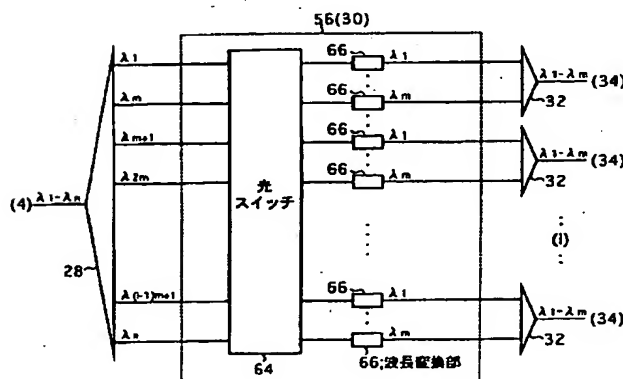 56(30)
66 λ1
λ1
λ1-λm (34)
λm
66 λm
32
λm+1
66 λ1
λ1-λm (34)
λ2m
66 λm
32
(4) λ1-λn
光
スイッチ
(i)
28
λ(i-1)m+1
66 λ1
λ1-λm (34)
λn
λm
32
64
66;波長変換部